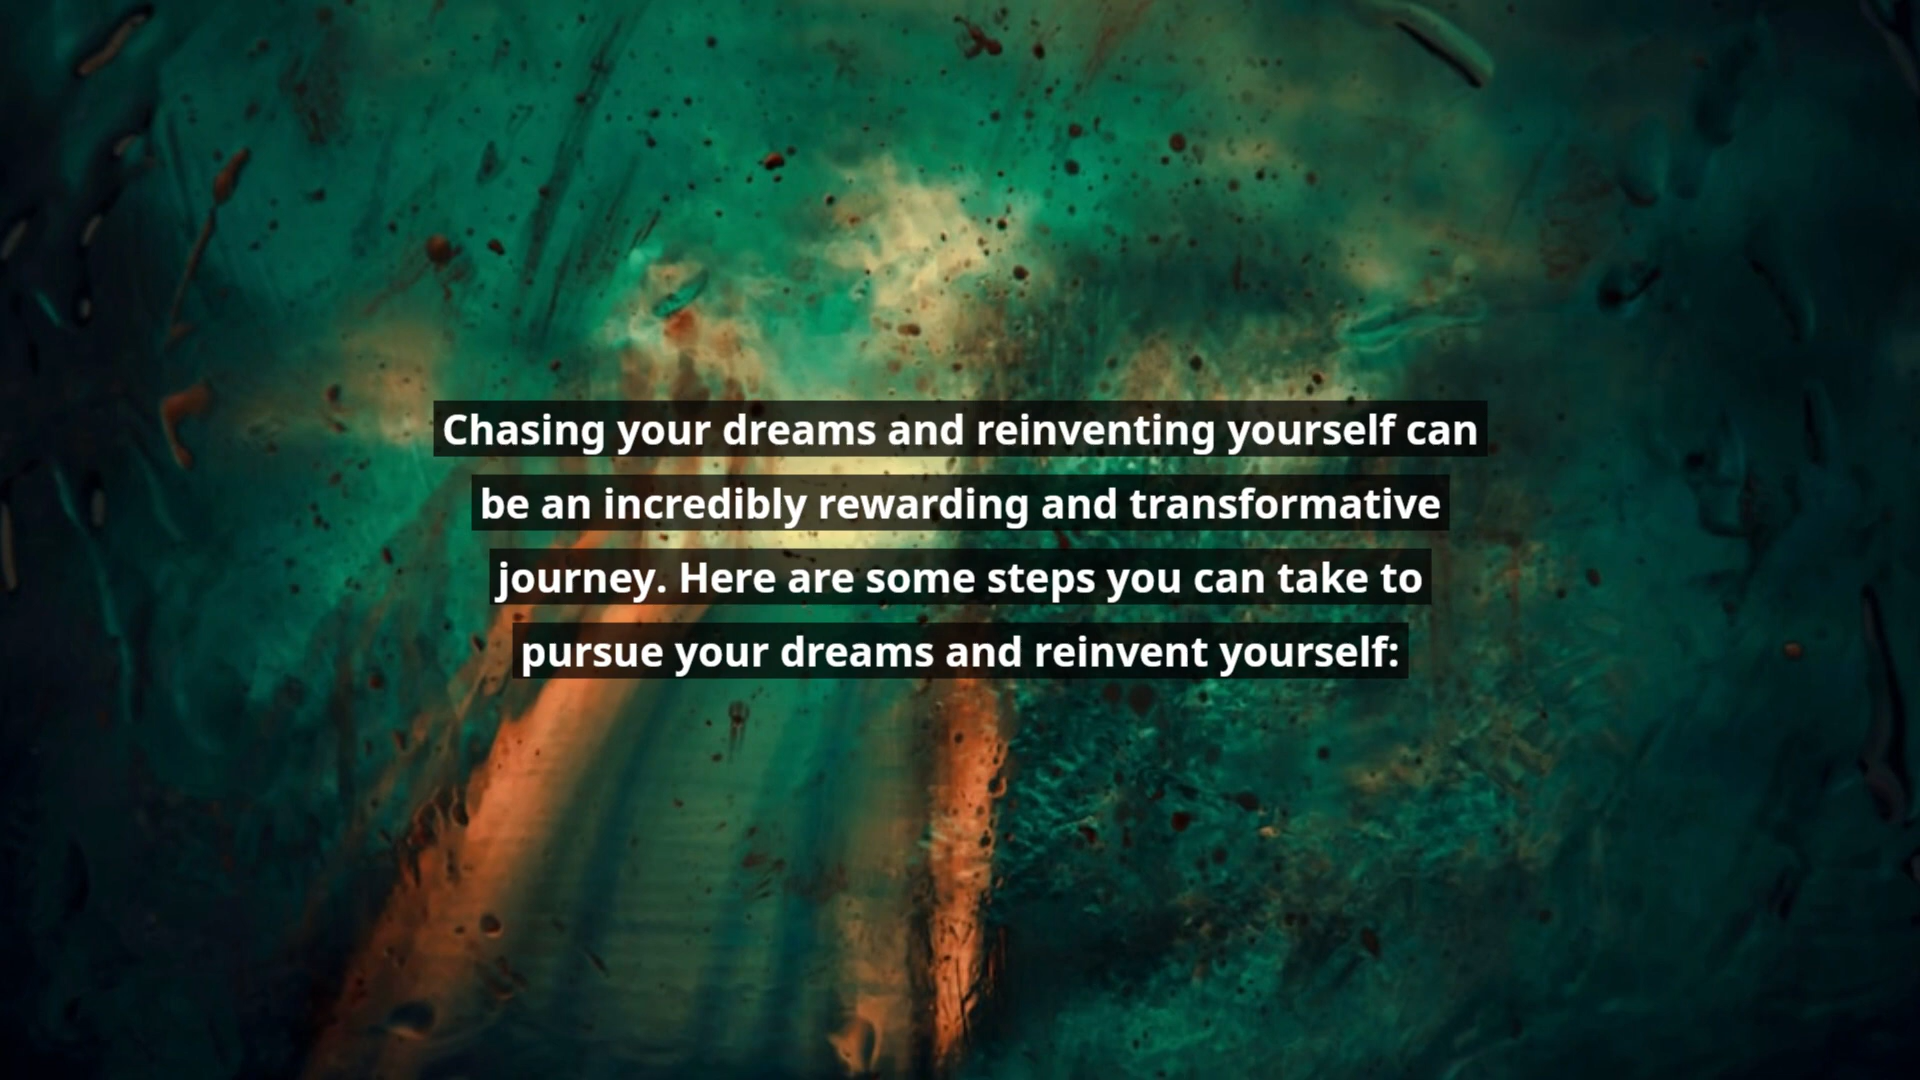 Chasing your dreams and reinventing yourself can
be an incredibly rewarding and transformative
journey. Here are some steps you can take to
pursue your dreams and reinvent yourself: